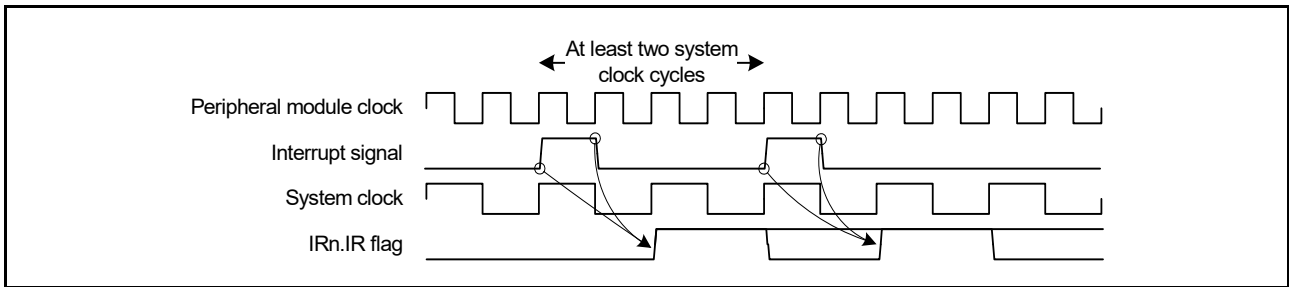 At least two system
clock cycles
Peripheral module clock
Interrupt signal
System clock
IRn.IR flag